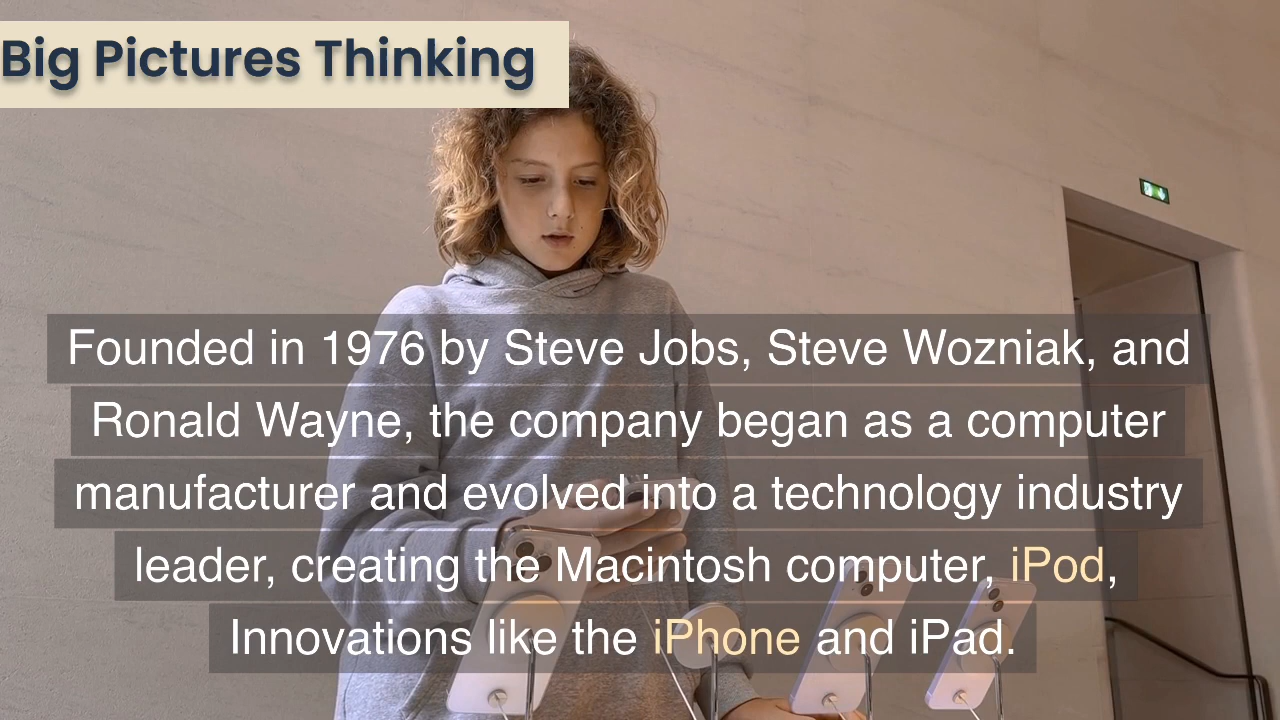 Big Pictures Thinking
Founded in 1976 by Steve Jobs, Steve Wozniak, and
Ronald Wayne, the company began as a computer
manufacturer and evolved into a technology industry
leader, creating the Macintosh computer, iPod,
Innovations like the iPhone and iPad.